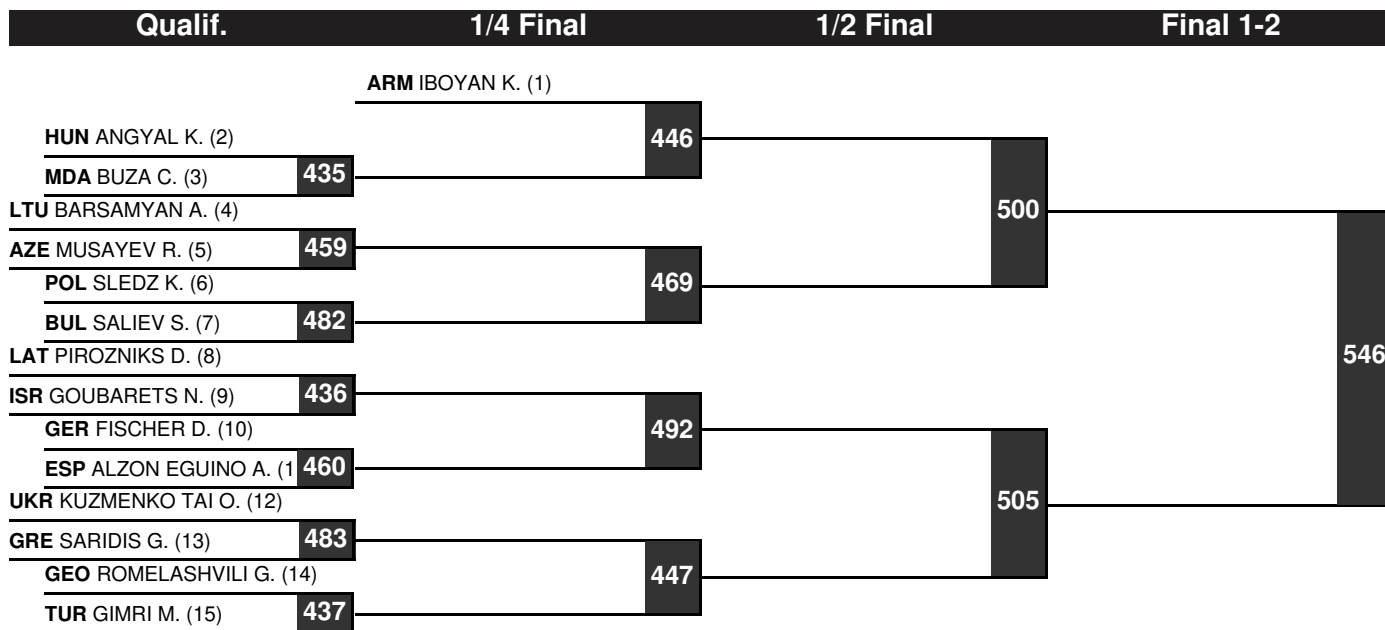 Qualif. 1/4 Final 1/2 Final Final 1-2
ARM IBOYAN K. (1)
HUN ANGYAL K. (2)
446
MDA BUZA C. (3) 435
LTU BARSAMYAN A. (4)
500
AZE MUSAYEV R. (5) 459
POL SLEDZ K. (6)
469
BUL SALIEV S. (7) 482
LAT PIROZNIKS D. (8)
546
ISR GOUBARETS N. (9) 436
GER FISCHER D. (10)
492
ESP ALZON EGUINO A. (1 460
UKR KUZMENKO TAI O. (12)
505
GRE SARIDIS G. (13) 483
GEO ROMELASHVILI G. (14)
447
TUR GIMRI M. (15) 437